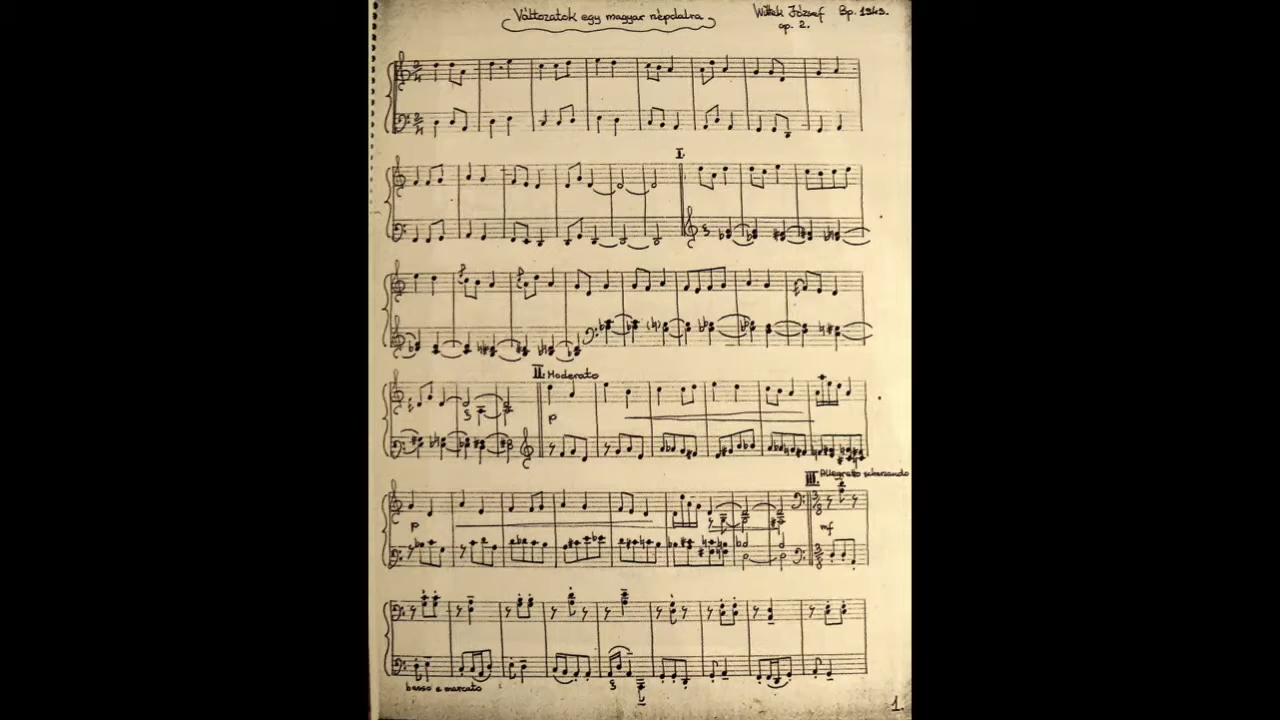 Változatok egy magyar népdalra
Wittek József Bp. 1943.
op. 2.
I.
II. Moderato
p
III. Allegretto scherzando
p
mf
basso e marcato
1.